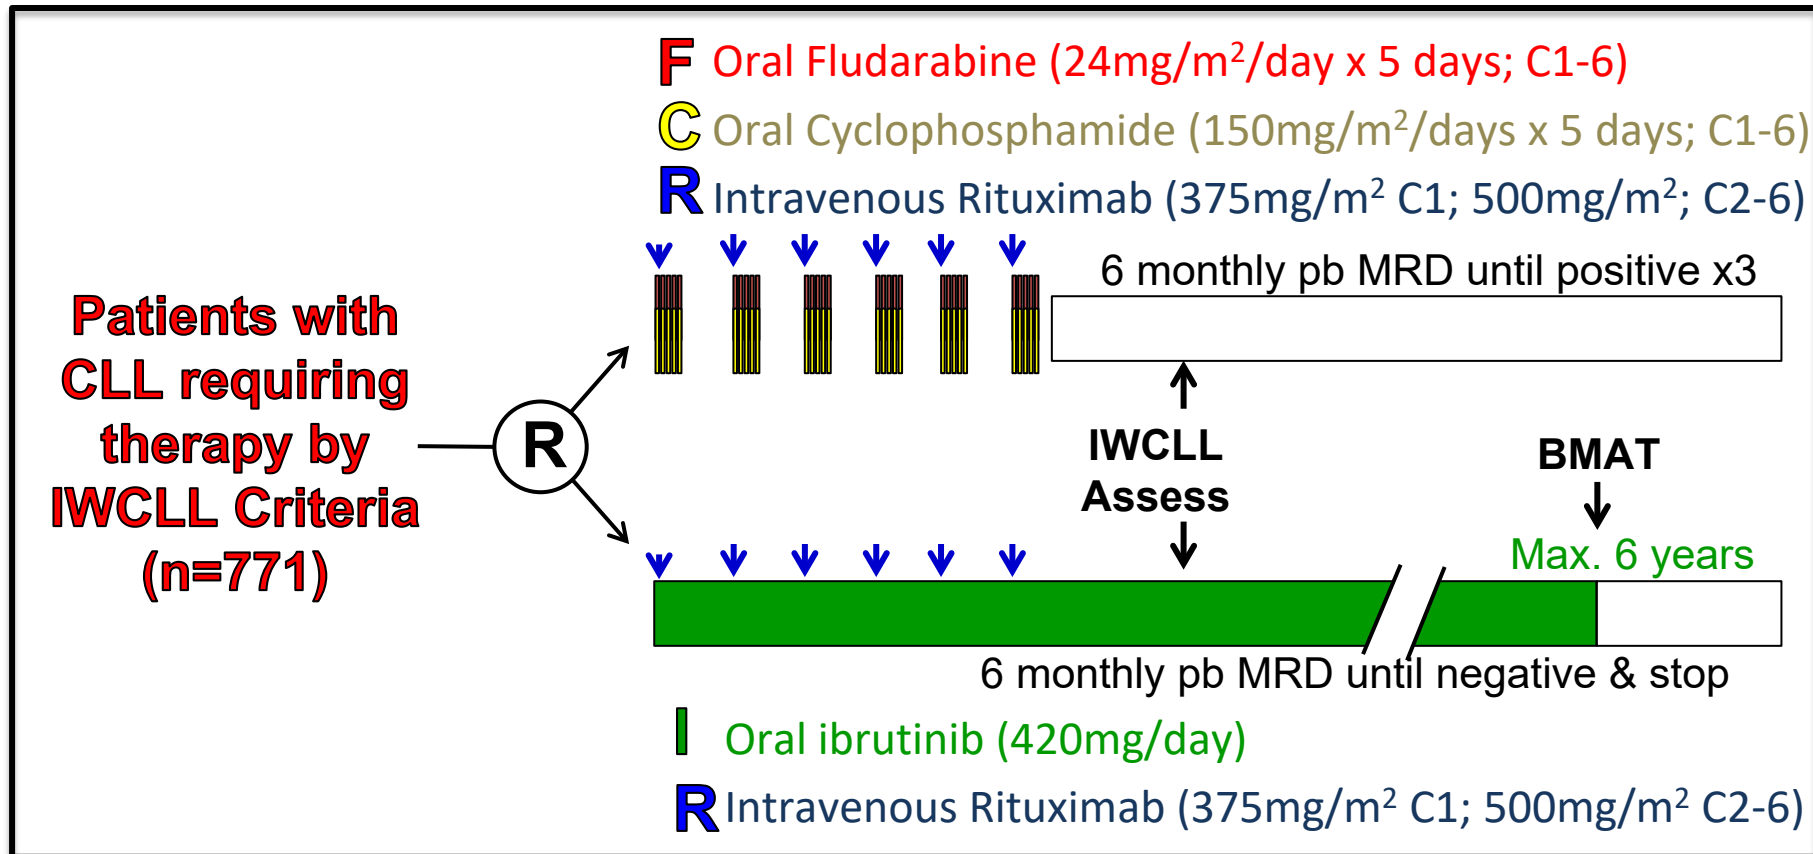 F Oral Fludarabine (24mg/m²/day x 5 days; C1-6)
C Oral Cyclophosphamide (150mg/m²/days x 5 days; C1-6)
R Intravenous Rituximab (375mg/m² C1; 500mg/m²; C2-6)
6 monthly pb MRD until positive x3
Patients with
CLL requiring
therapy by
IWCLL Criteria
(n=771)
R
IWCLL
Assess
BMAT
Max. 6 years
6 monthly pb MRD until negative & stop
I Oral ibrutinib (420mg/day)
R Intravenous Rituximab (375mg/m² C1; 500mg/m² C2-6)